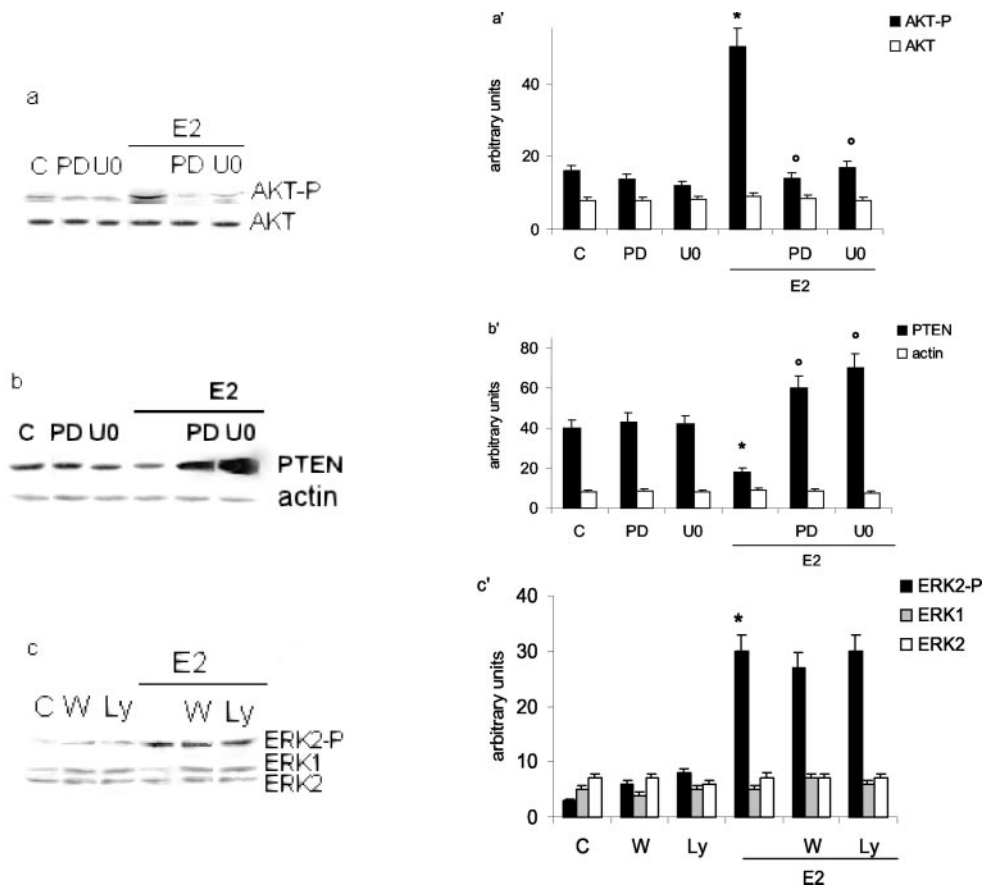 a
E2
C PD U0 PD U0
AKT-P
AKT
a'
AKT-P
AKT
arbitrary units
*
°
°
40
20
0
C PD U0 PD U0
E2
b
E2
C PD U0 PD U0
PTEN
actin
b'
PTEN
actin
arbitrary units
80
60
40
20
0
*
°
°
C PD U0 PD U0
E2
c
E2
C W Ly W Ly
ERK2-P
ERK1
ERK2
c'
ERK2-P
ERK1
ERK2
arbitrary units
40
30
20
10
0
*
C W Ly W Ly
E2